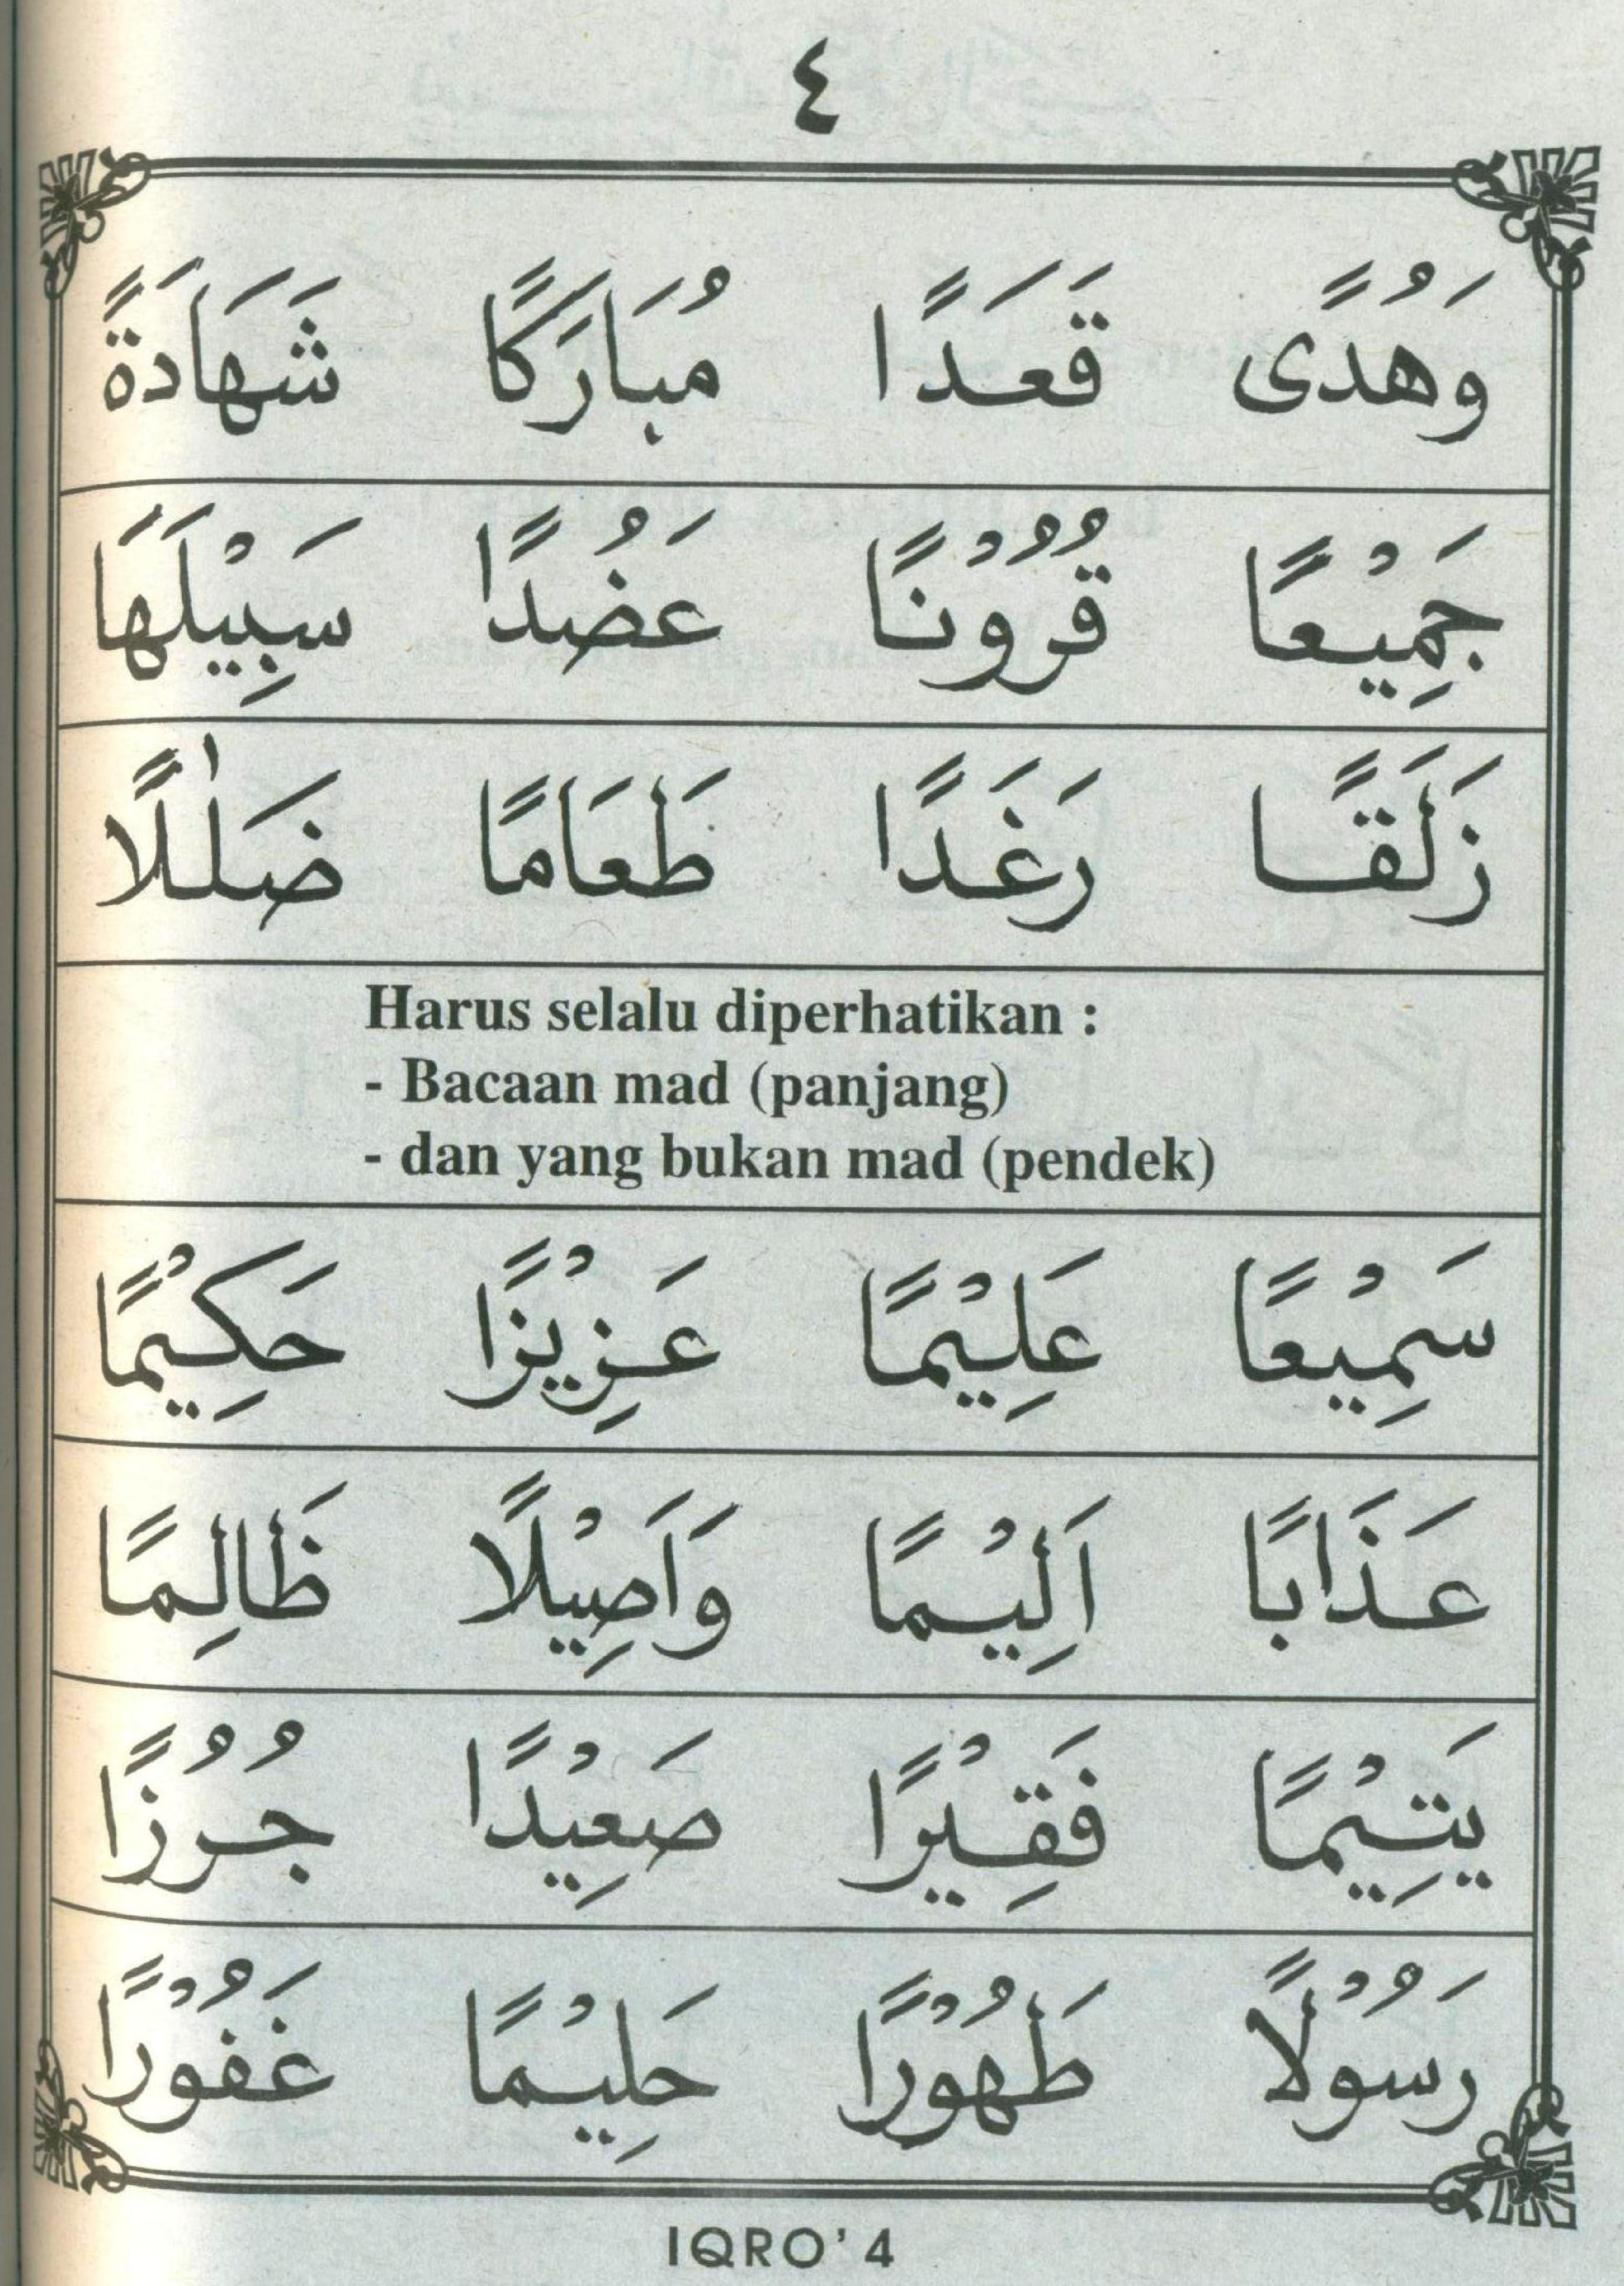 ٤
وَهُدًى قَعَدًا مُبَارَكًا شَهَادَةً
جَمِيْعًا قُرُوْنًا عَضُدًا سَبِيْلَهَا
زَلَقًا رَغَدًا طَعَامًا ضَلٰلًا
Harus selalu diperhatikan :
- Bacaan mad (panjang)
- dan yang bukan mad (pendek)
سَمِيْعًا عَلِيْمًا عَزِيْزًا حَكِيْمًا
عَذَابًا اَلِيْمًا وَاَصِيْلًا ظَالِمًا
يَتِيْمًا فَقِيْرًا صَعِيْدًا جُرُزًا
رَسُوْلًا طَهُوْرًا حَلِيْمًا غَفُوْرًا
IQRO' 4